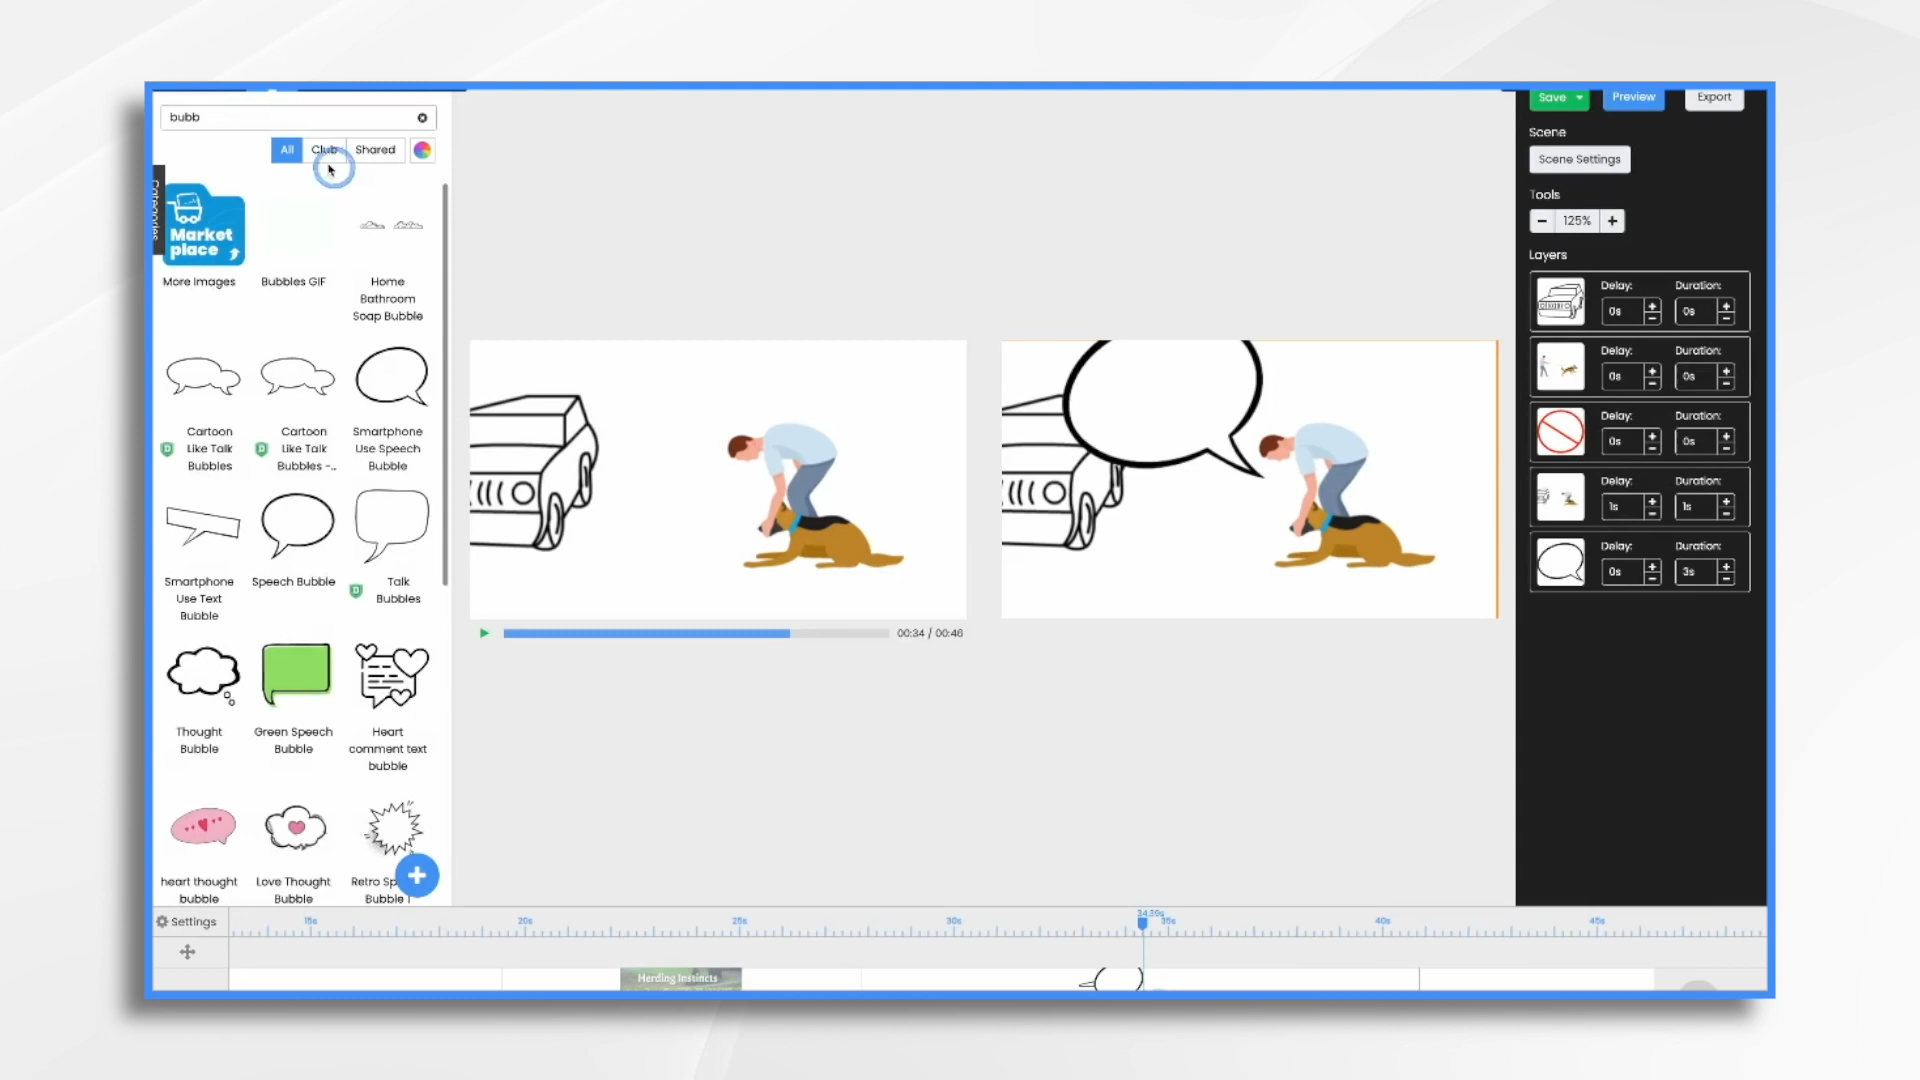 bubb
All
Club
Shared
Categories
Market
place
More Images
Bubbles GIF
Home
Bathroom
Soap Bubble
Cartoon
Like Talk
Bubbles
Cartoon
Like Talk
Bubbles -...
Smartphone
Use Speech
Bubble
Smartphone
Use Text
Bubble
Speech Bubble
Talk
Bubbles
Thought
Bubble
Green Speech
Bubble
Heart
comment text
bubble
heart thought
bubble
Love Thought
Bubble
Retro Sp
Bubble
00:34 / 00:46
Save
Preview
Export
Scene
Scene Settings
Tools
125%
Layers
Delay:
Duration:
0s
0s
Delay:
Duration:
0s
0s
Delay:
Duration:
0s
0s
Delay:
Duration:
1s
1s
Delay:
Duration:
0s
3s
Settings
15s
20s
25s
30s
34.39s
35s
40s
45s
Herding Instincts